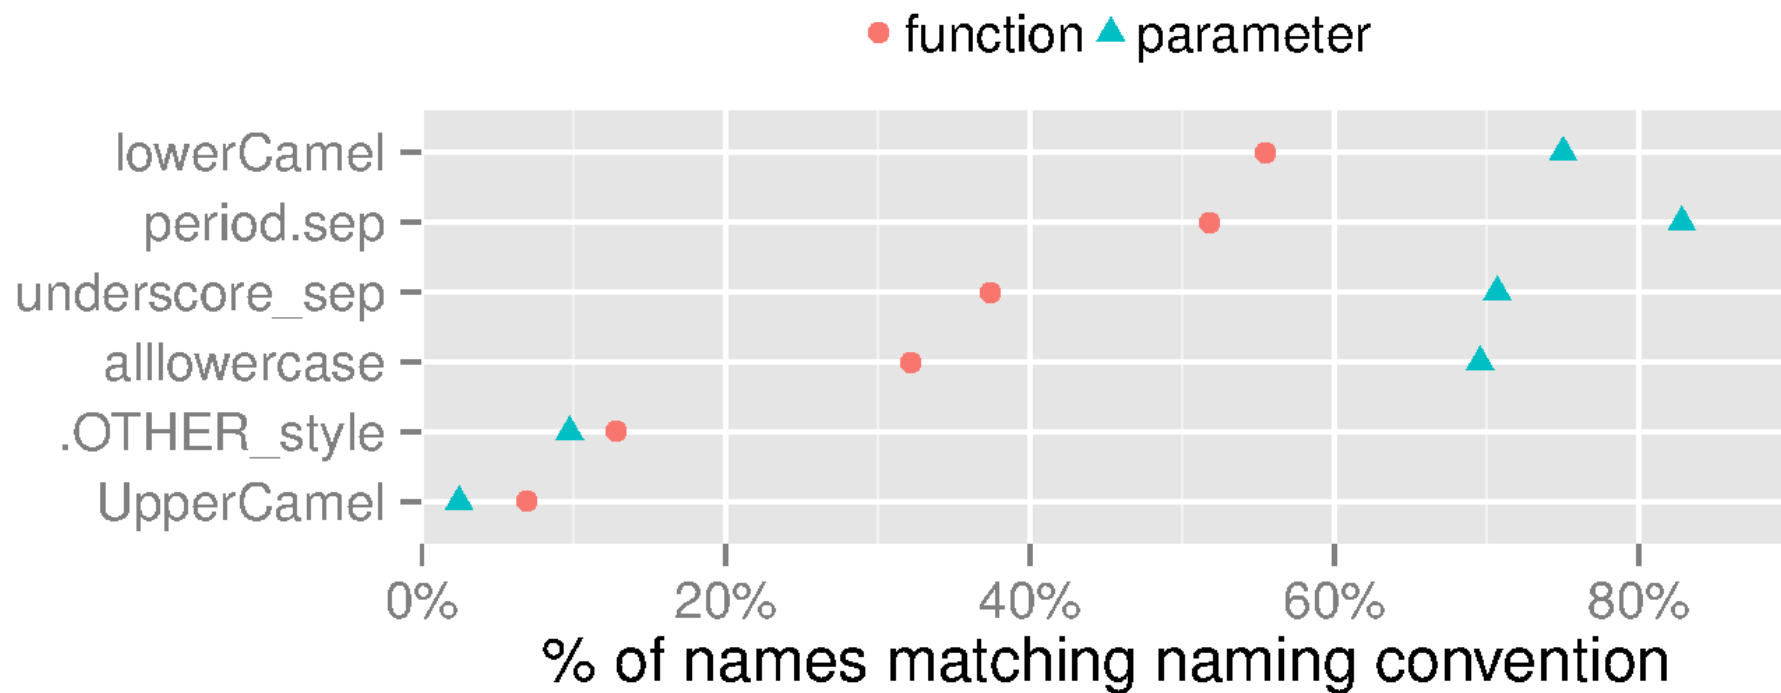 function parameter
lowerCamel
period.sep
underscore_sep
alllowercase
.OTHER_style
UpperCamel
0% 20% 40% 60% 80%
% of names matching naming convention